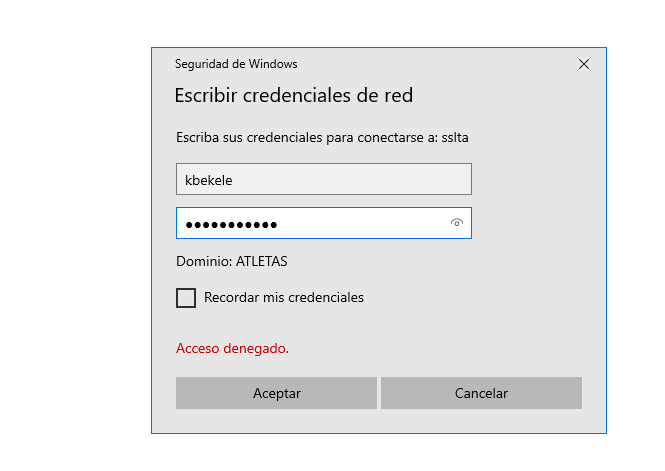 Seguridad de Windows
Escribir credenciales de red
Escriba sus credenciales para conectarse a: sslta
kbekele
●●●●●●●●●●●
Dominio: ATLETAS
Recordar mis credenciales
Acceso denegado.
Aceptar
Cancelar